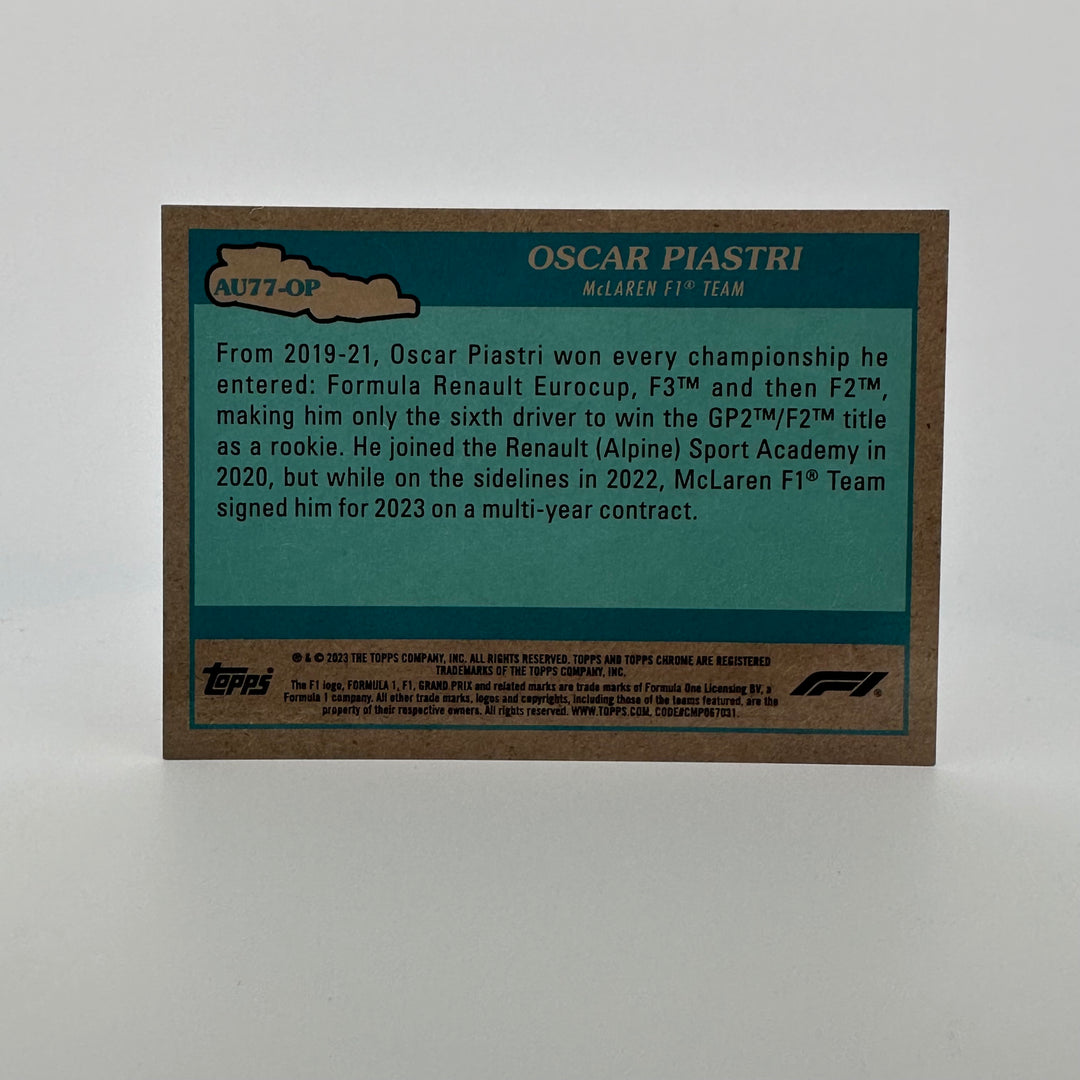 AU77-OP
OSCAR PIASTRI
McLAREN F1® TEAM
From 2019-21, Oscar Piastri won every championship he
entered: Formula Renault Eurocup, F3™ and then F2™,
making him only the sixth driver to win the GP2™/F2™ title
as a rookie. He joined the Renault (Alpine) Sport Academy in
2020, but while on the sidelines in 2022, McLaren F1® Team
signed him for 2023 on a multi-year contract.
® & © 2023 THE TOPPS COMPANY, INC. ALL RIGHTS RESERVED. TOPPS AND TOPPS CHROME ARE REGISTERED
TRADEMARKS OF THE TOPPS COMPANY, INC.
The F1 logo, FORMULA 1, F1, GRAND PRIX and related marks are trade marks of Formula One Licensing BV, a
Formula 1 company. All other trade marks, logos and copyrights, including those of the teams featured, are the
property of their respective owners. All rights reserved. WWW.TOPPS.COM. CODE#CMP067031.
Topps
F1®